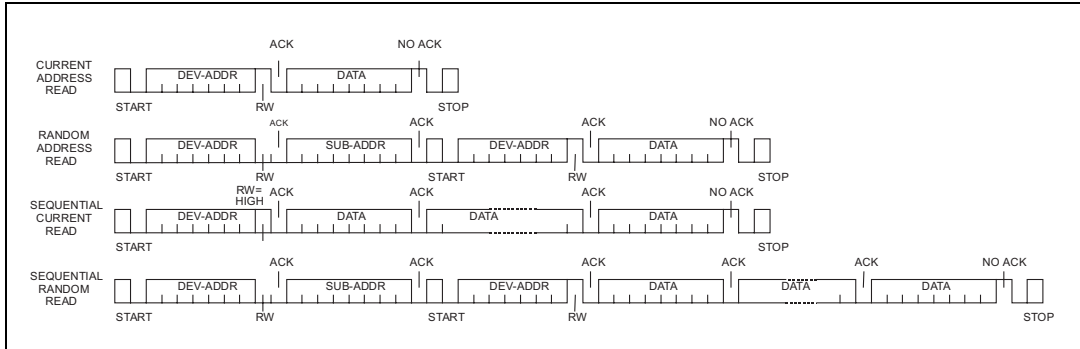 ACK NO ACK
CURRENT
ADDRESS
READ
DEV-ADDR DATA
START RW STOP
ACK ACK ACK NO ACK
RANDOM
ADDRESS
READ
DEV-ADDR SUB-ADDR DEV-ADDR DATA
START RW START RW STOP
RW=
HIGH
ACK ACK ACK NO ACK
SEQUENTIAL
CURRENT
READ
DEV-ADDR DATA DATA DATA
START STOP
ACK ACK ACK ACK ACK NO ACK
SEQUENTIAL
RANDOM
READ
DEV-ADDR SUB-ADDR DEV-ADDR DATA DATA DATA
START RW START RW STOP